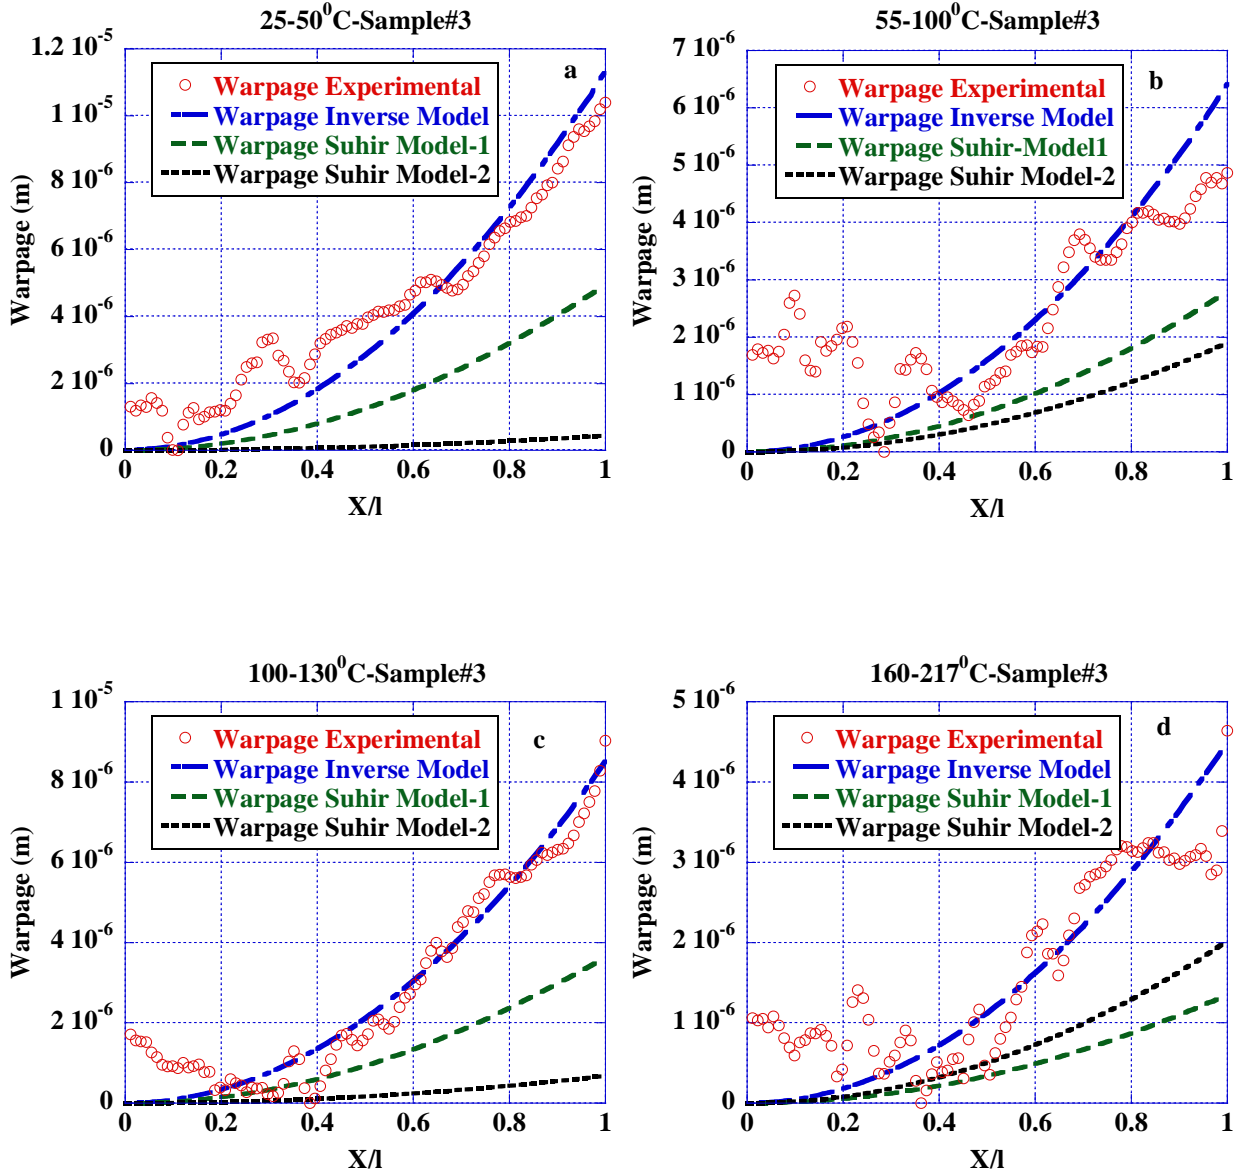 25-50⁰C-Sample#3
1.2 10-5
1 10-5
8 10-6
6 10-6
4 10-6
2 10-6
0
Warpage (m)
a
Warpage Experimental
Warpage Inverse Model
Warpage Suhir Model-1
Warpage Suhir Model-2
0 0.2 0.4 0.6 0.8 1
X/l
55-100⁰C-Sample#3
7 10-6
6 10-6
5 10-6
4 10-6
3 10-6
2 10-6
1 10-6
0
Warpage (m)
b
Warpage Experimental
Warpage Inverse Model
Warpage Suhir-Model1
Warpage Suhir Model-2
0 0.2 0.4 0.6 0.8 1
X/l
100-130⁰C-Sample#3
1 10-5
8 10-6
6 10-6
4 10-6
2 10-6
0
Warpage (m)
c
Warpage Experimental
Warpage Inverse Model
Warpage Suhir Model-1
Warpage Suhir Model-2
0 0.2 0.4 0.6 0.8 1
X/l
160-217⁰C-Sample#3
5 10-6
4 10-6
3 10-6
2 10-6
1 10-6
0
Warpage (m)
d
Warpage Experimental
Warpage Inverse Model
Warpage Suhir Model-1
Warpage Suhir Model-2
0 0.2 0.4 0.6 0.8 1
X/l